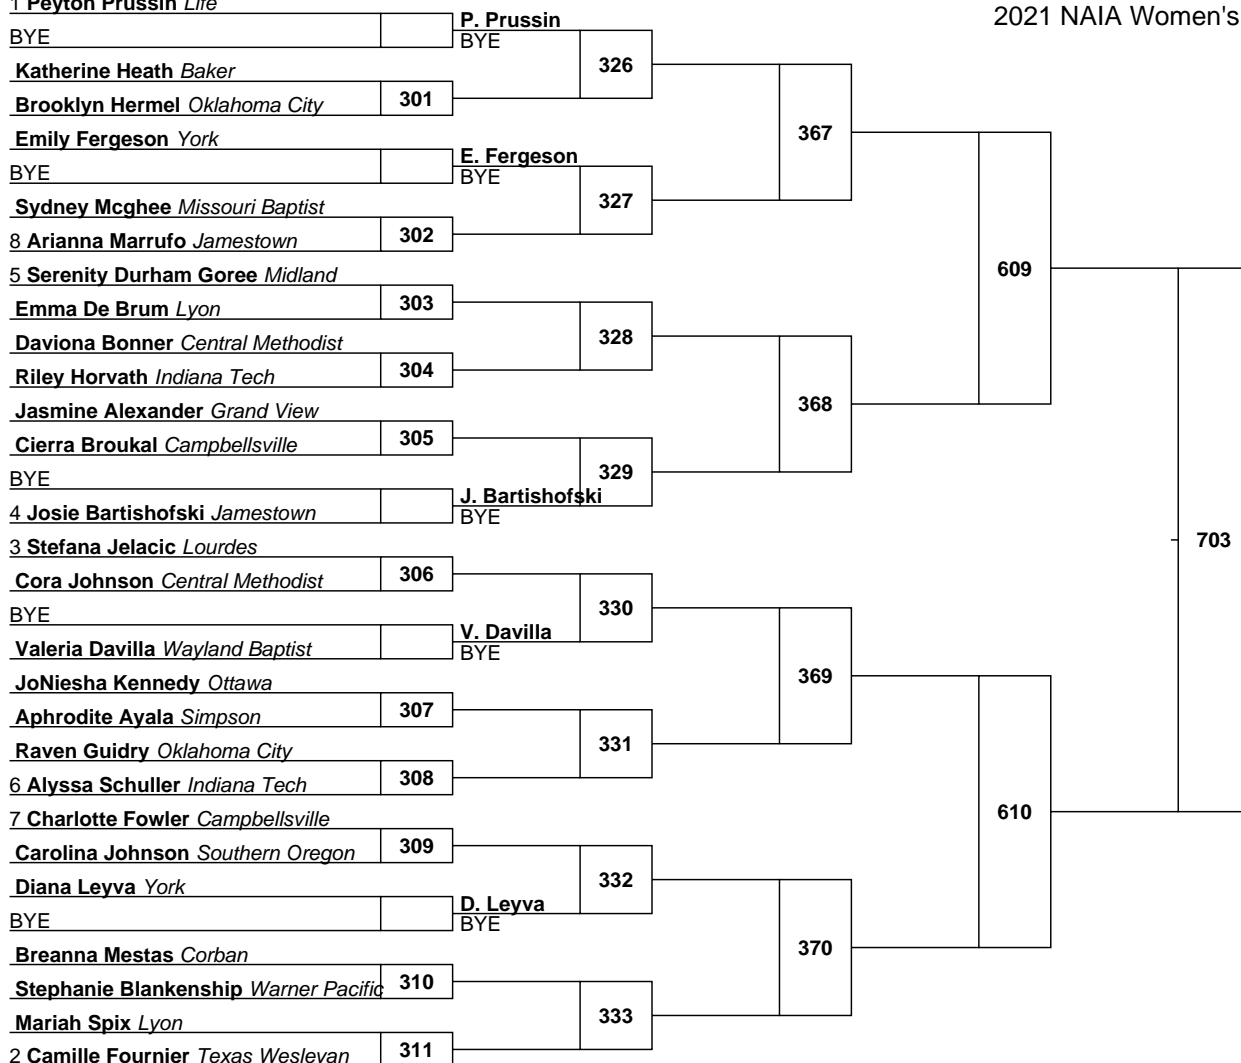 1 Peyton Prussin Life
2021 NAIA Women's
P. Prussin
BYE
BYE
326
Katherine Heath Baker
Brooklyn Hermel Oklahoma City
301
367
Emily Fergeson York
E. Fergeson
BYE
BYE
327
Sydney Mcghee Missouri Baptist
8 Arianna Marrufo Jamestown
302
609
5 Serenity Durham Goree Midland
Emma De Brum Lyon
303
328
Daviona Bonner Central Methodist
Riley Horvath Indiana Tech
304
368
Jasmine Alexander Grand View
Cierra Broukal Campbellsville
305
329
BYE
J. Bartishofski
BYE
4 Josie Bartishofski Jamestown
703
3 Stefana Jelacic Lourdes
Cora Johnson Central Methodist
306
330
BYE
V. Davilla
BYE
Valeria Davilla Wayland Baptist
369
JoNiesha Kennedy Ottawa
Aphrodite Ayala Simpson
307
331
Raven Guidry Oklahoma City
6 Alyssa Schuller Indiana Tech
308
610
7 Charlotte Fowler Campbellsville
Carolina Johnson Southern Oregon
309
332
Diana Leyva York
D. Leyva
BYE
BYE
370
Breanna Mestas Corban
Stephanie Blankenship Warner Pacific
310
333
Mariah Spix Lyon
2 Camille Fournier Texas Wesleyan
311